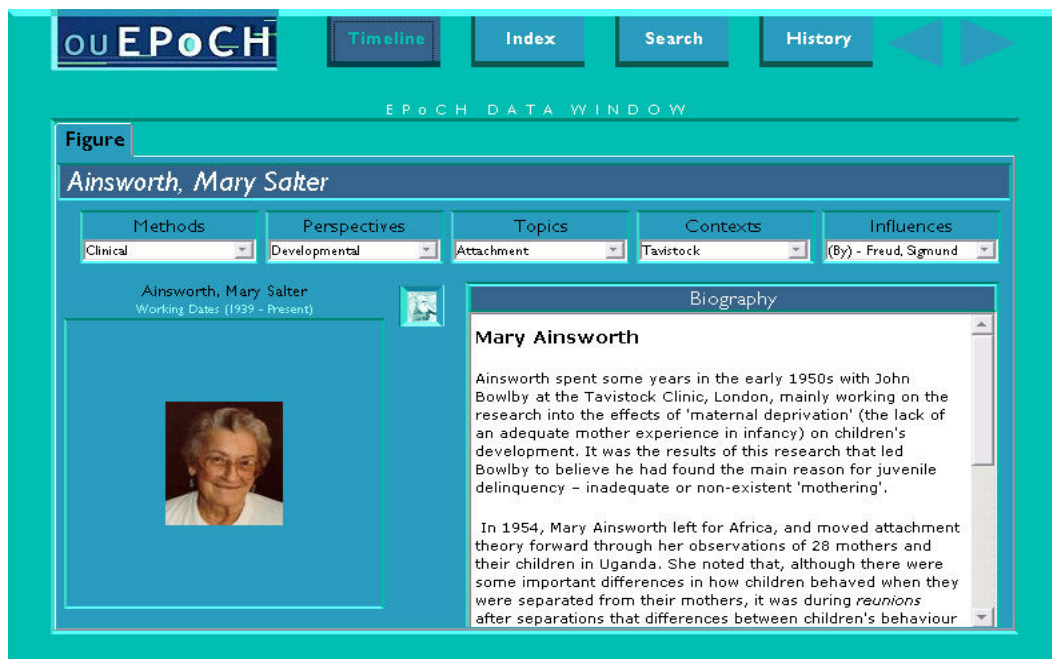 ou EPoCH
Timeline Index Search History
EPoCH DATA WINDOW
Figure
Ainsworth, Mary Salter
Methods Perspectives Topics Contexts Influences
Clinical Developmental Attachment Tavistock (By) - Freud, Sigmund
Ainsworth, Mary Salter
Working Dates (1939 - Present)
Biography
Mary Ainsworth
Ainsworth spent some years in the early 1950s with John
Bowlby at the Tavistock Clinic, London, mainly working on the
research into the effects of 'maternal deprivation' (the lack of
an adequate mother experience in infancy) on children's
development. It was the results of this research that led
Bowlby to believe he had found the main reason for juvenile
delinquency – inadequate or non-existent 'mothering'.
In 1954, Mary Ainsworth left for Africa, and moved attachment
theory forward through her observations of 28 mothers and
their children in Uganda. She noted that, although there were
some important differences in how children behaved when they
were separated from their mothers, it was during reunions
after separations that differences between children's behaviour